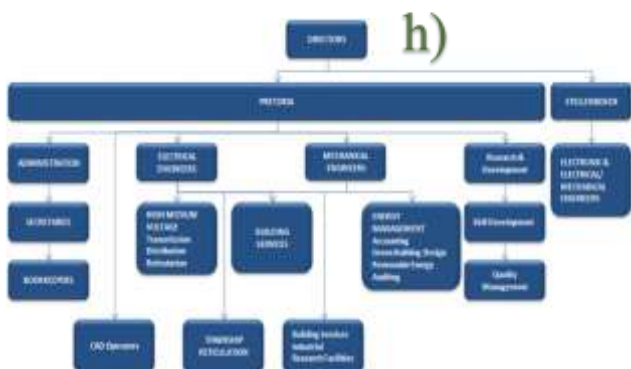 h)
DIRECTORS
PRETORIA
STELLENBOSCH
ADMINISTRATION
ELECTRICAL
ENGINEERS
MECHANICAL
ENGINEERS
Research &
Development
ELECTRONIC &
ELECTRICAL/
MECHANICAL
ENGINEERS
SECRETARIES
HIGH MEDIUM
VOLTAGE
Transmission
Distribution
Reticulation
BUILDING
SERVICES
ENERGY
MANAGEMENT
Accounting
Green Building Design
Renewable Energy
Auditing
Skill Development
BOOKKEEPERS
Quality
Management
CAD Operators
TOWNSHIP
RETICULATION
Building Services
Industrial
Research Facilities